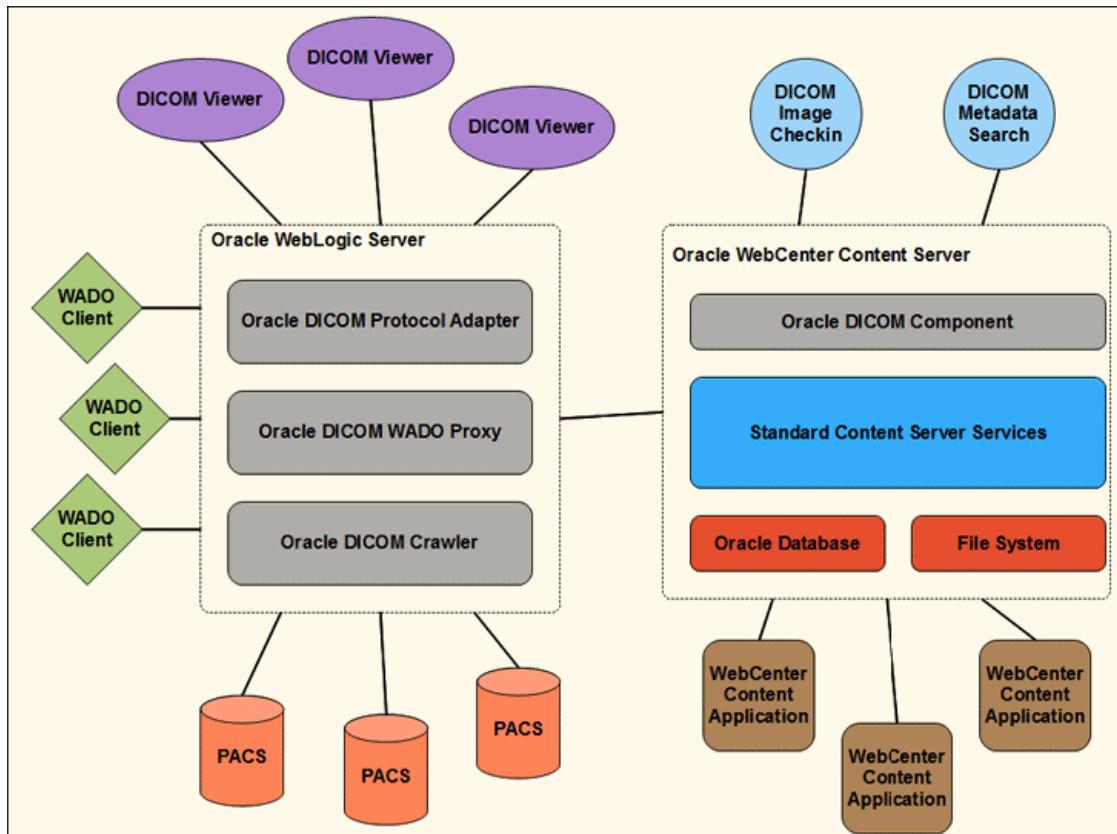 DICOM Viewer
DICOM Viewer
DICOM Viewer
DICOM
Image
Checkin
DICOM
Metadata
Search
Oracle WebLogic Server
WADO
Client
WADO
Client
WADO
Client
Oracle DICOM Protocol Adapter
Oracle DICOM WADO Proxy
Oracle DICOM Crawler
Oracle WebCenter Content Server
Oracle DICOM Component
Standard Content Server Services
Oracle Database
File System
PACS
PACS
PACS
WebCenter
Content
Application
WebCenter
Content
Application
WebCenter
Content
Application